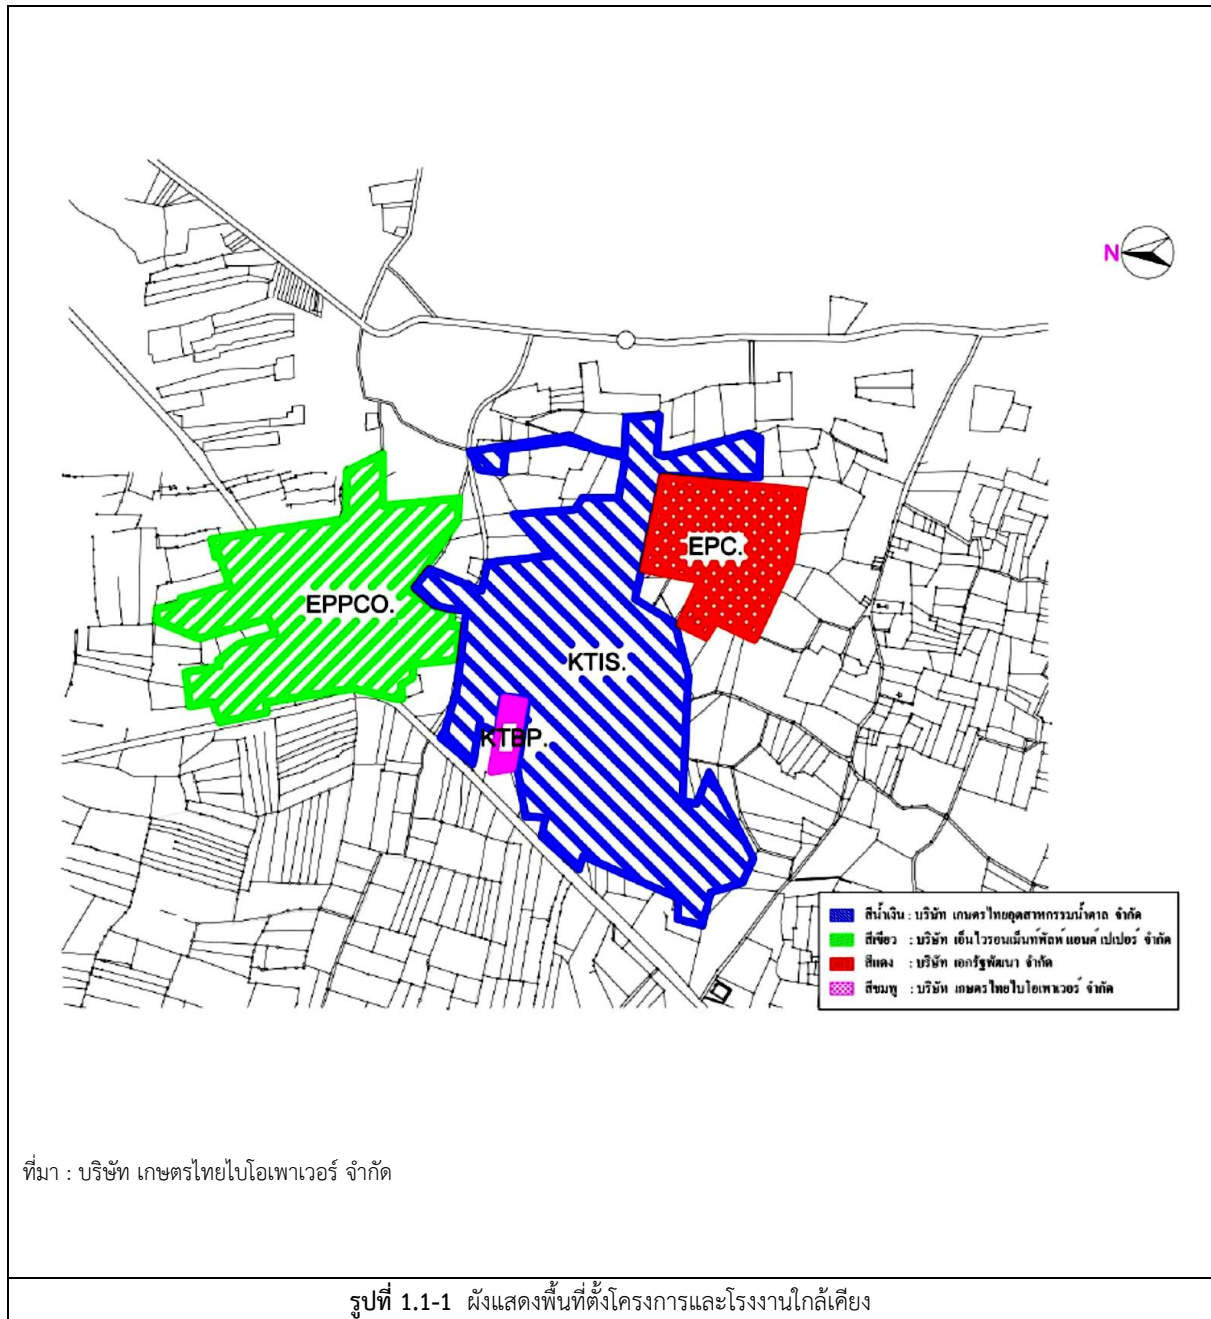 N
EPC.
EPPCO.
KTIS.
KTBP.
สีน้ำเงิน : บริษัท เกษตรไทยอุตสาหกรรมน้ำตาล จำกัด
สีเขียว : บริษัท เอ็นไวรอนเม็นท์พัลพ์แอนด์เปเปอร์ จำกัด
สีแดง : บริษัท เอกรัฐพัฒนา จำกัด
สีชมพู : บริษัท เกษตรไทยไบโอเพาเวอร์ จำกัด
ที่มา : บริษัท เกษตรไทยไบโอเพาเวอร์ จำกัด
รูปที่ 1.1-1 ผังแสดงพื้นที่ตั้งโครงการและโรงงานใกล้เคียง